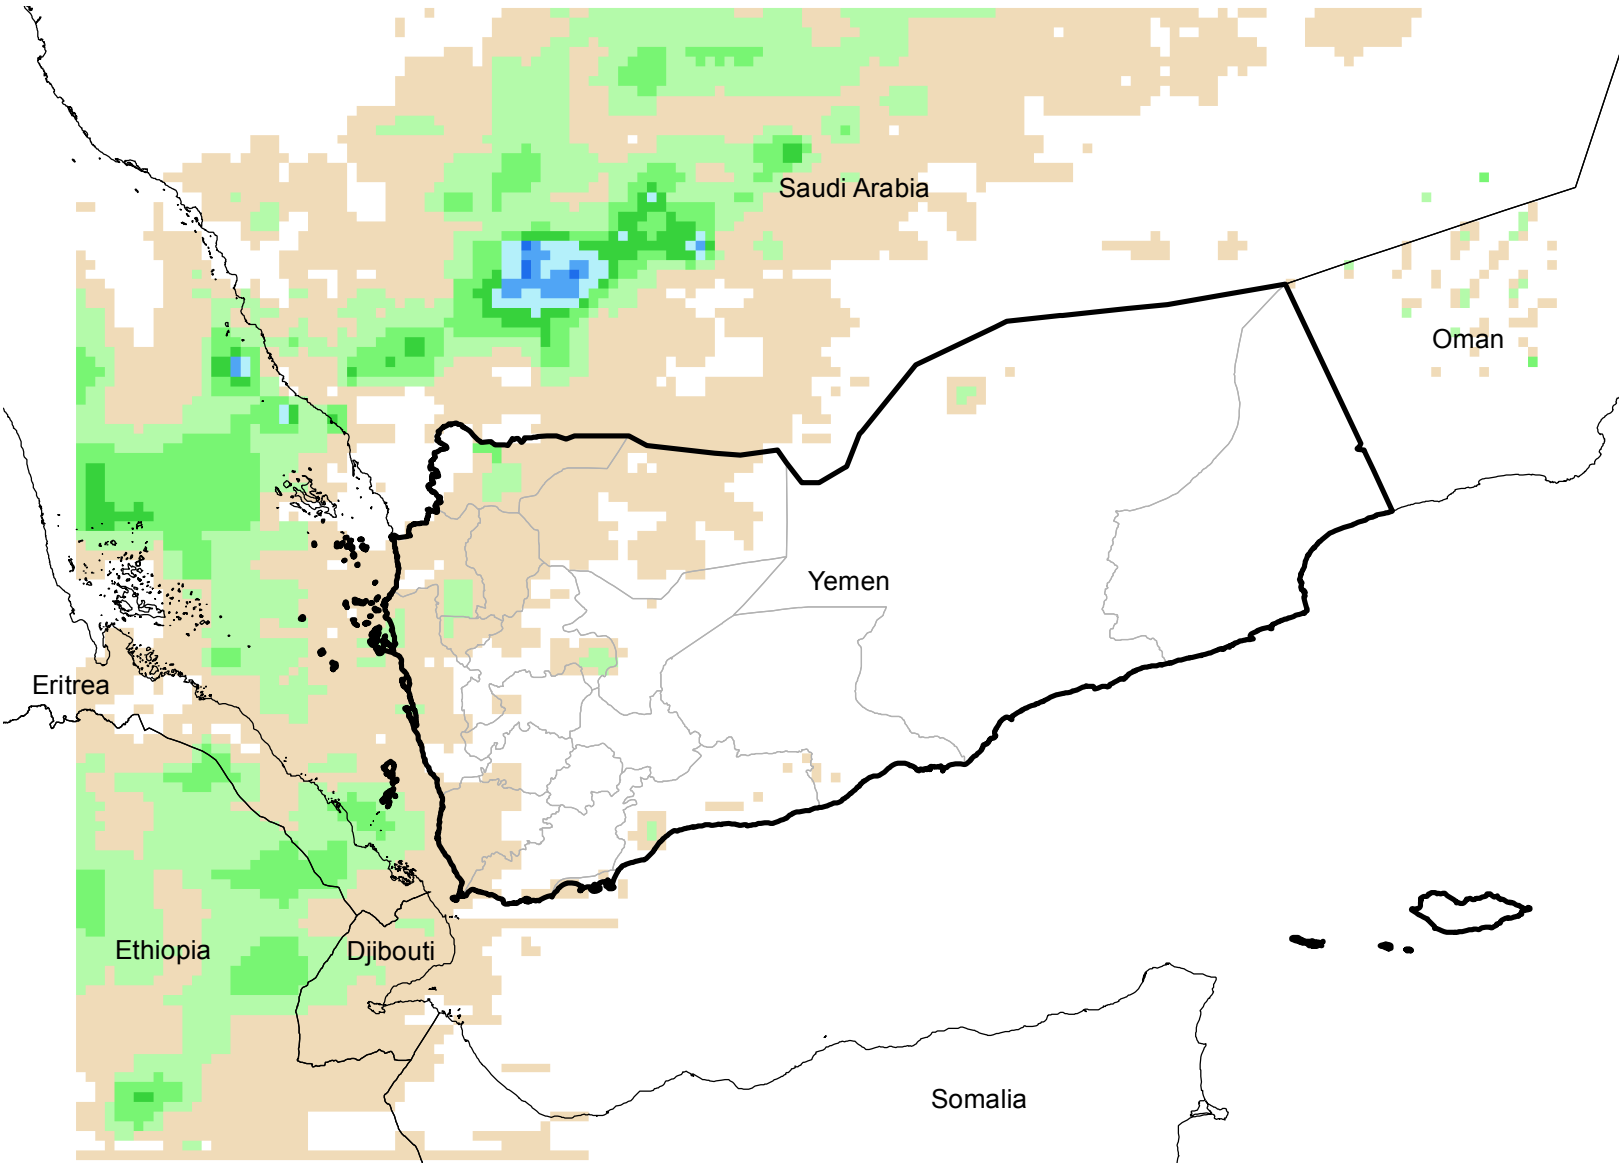 Saudi Arabia
Oman
Yemen
Eritrea
Ethiopia
Djibouti
Somalia